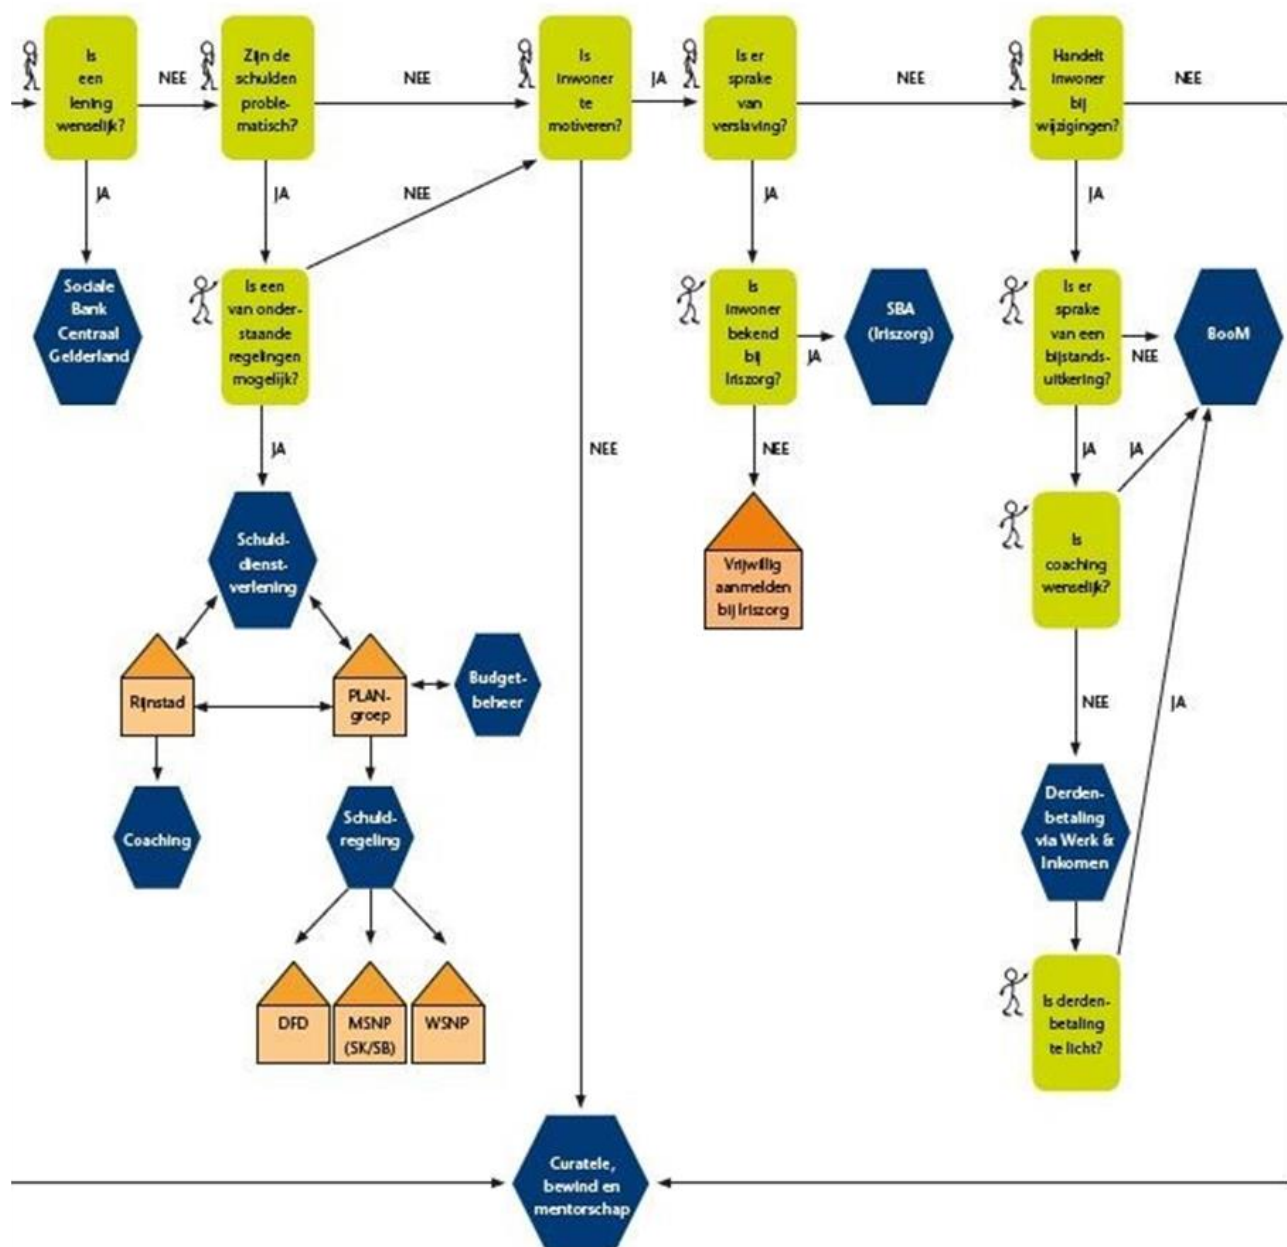 Is
een
lening
wenselijk?
NEE
Zijn de
schulden
proble-
matisch?
NEE
Is
inwoner
te
motiveren?
JA
Is er
sprake
van
verslaving?
NEE
Handelt
inwoner
bij
wijzigingen?
NEE
JA
JA
NEE
JA
JA
Sociale
Bank
Centraal
Gelderland
Is een
van onder-
staande
regelingen
mogelijk?
Is
inwoner
bekend
bij
Iriszorg?
JA
SBA
(Iriszorg)
Is er
sprake
van een
bijstands-
uitkering?
NEE
BooM
JA
NEE
NEE
JA
JA
Schuld-
dienst-
verlening
Vrijwillig
aanmelden
bij Iriszorg
Is
coaching
wenselijk?
Rijnstad
PLAN-
groep
Budget-
beheer
NEE
JA
Coaching
Schuld-
regeling
Derden-
betaling
via Werk &
Inkomen
DFD
MSNP
(SK/SB)
WSNP
Is derden-
betaling
te licht?
Curatele,
bewind en
mentorschap